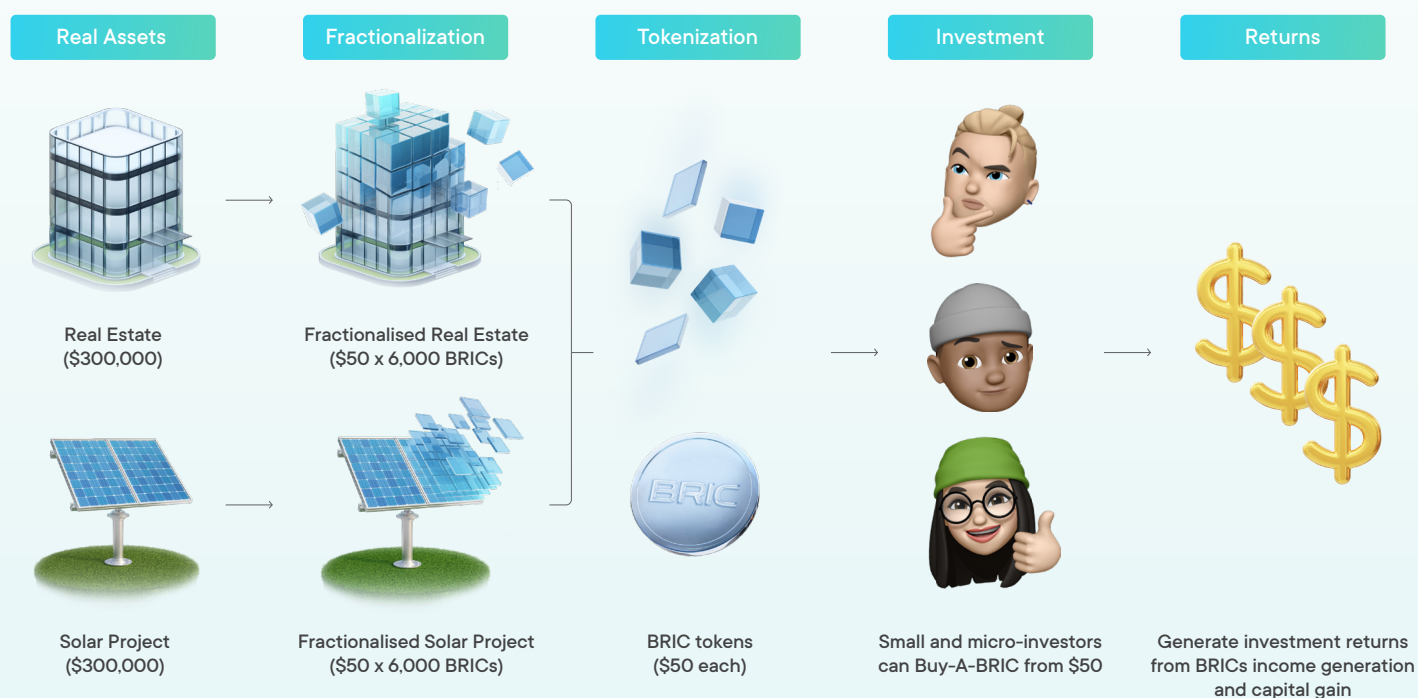 Real Assets
Fractionalization
Tokenization
Investment
Returns
Real Estate
($300,000)
Fractionalised Real Estate
($50 x 6,000 BRICs)
BRIC
Solar Project
($300,000)
Fractionalised Solar Project
($50 x 6,000 BRICs)
BRIC tokens
($50 each)
Small and micro-investors
can Buy-A-BRIC from $50
Generate investment returns
from BRICs income generation
and capital gain